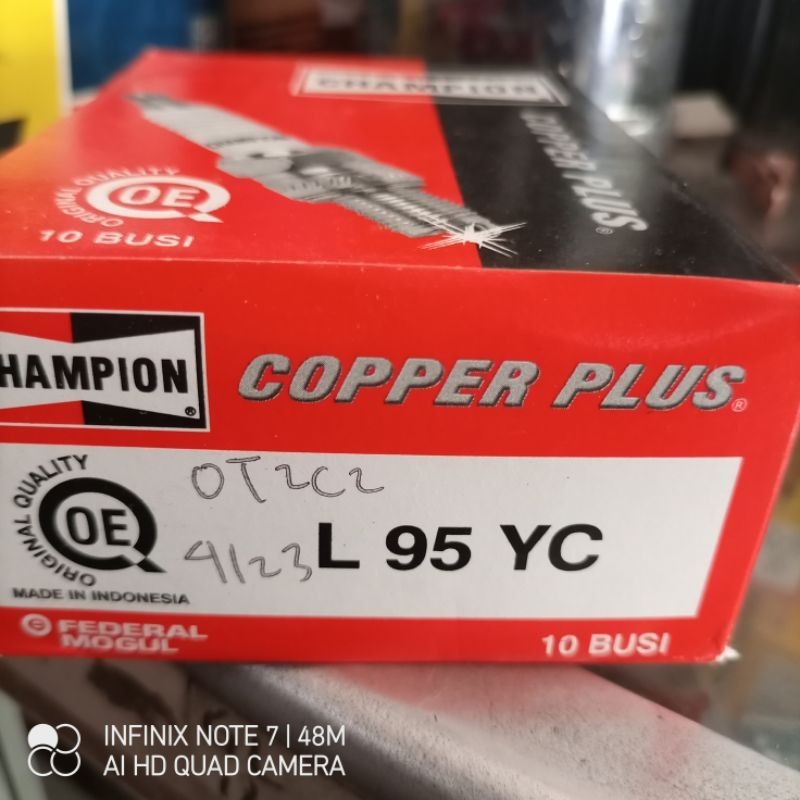 CHAMPION
COPPER PLUS®
ORIGINAL QUALITY
OE
10 BUSI
HAMPION®
COPPER PLUS®
ORIGINAL QUALITY
OE
MADE IN INDONESIA
OT2C2
4123
L 95 YC
FEDERAL
MOGUL
10 BUSI
INFINIX NOTE 7 | 48M
AI HD QUAD CAMERA